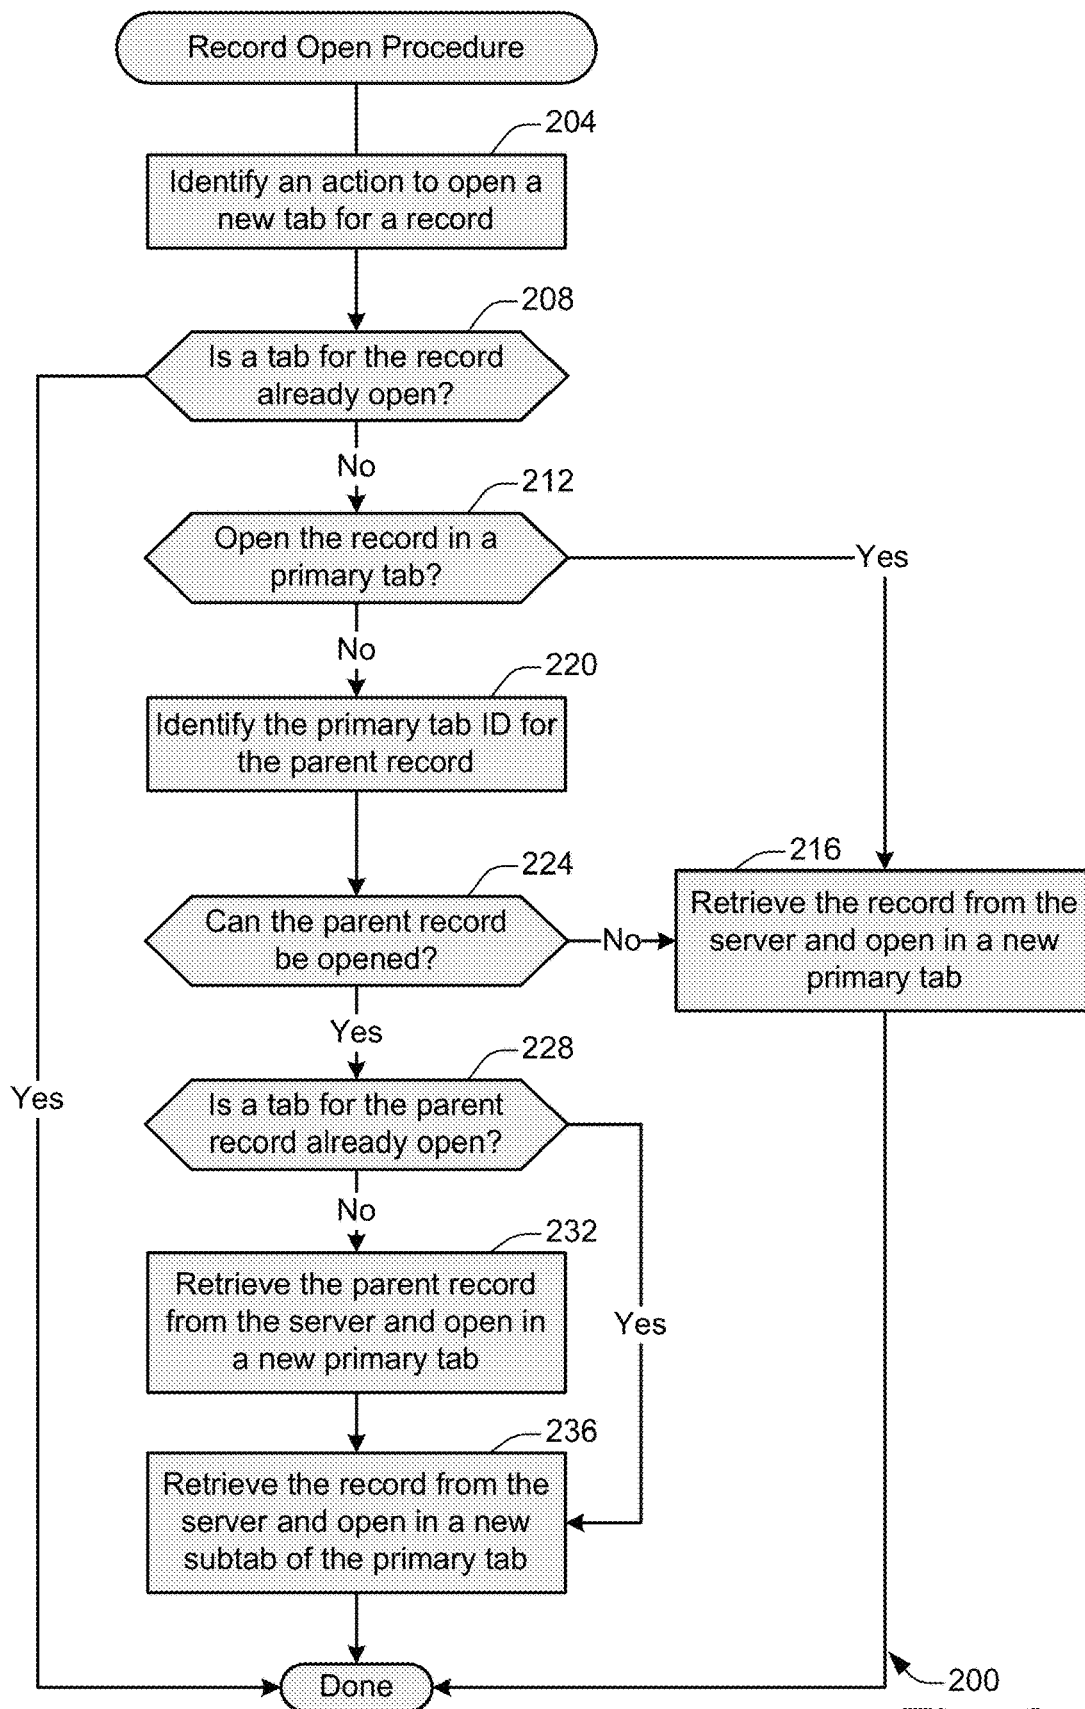 Record Open Procedure
204
Identify an action to open a
new tab for a record
208
Is a tab for the record
already open?
No
212
Open the record in a
primary tab?
Yes
No
220
Identify the primary tab ID for
the parent record
216
Retrieve the record from the
server and open in a new
primary tab
224
Can the parent record
be opened?
No
Yes
228
Is a tab for the parent
record already open?
Yes
No
232
Retrieve the parent record
from the server and open in
a new primary tab
Yes
236
Retrieve the record from the
server and open in a new
subtab of the primary tab
Done
200